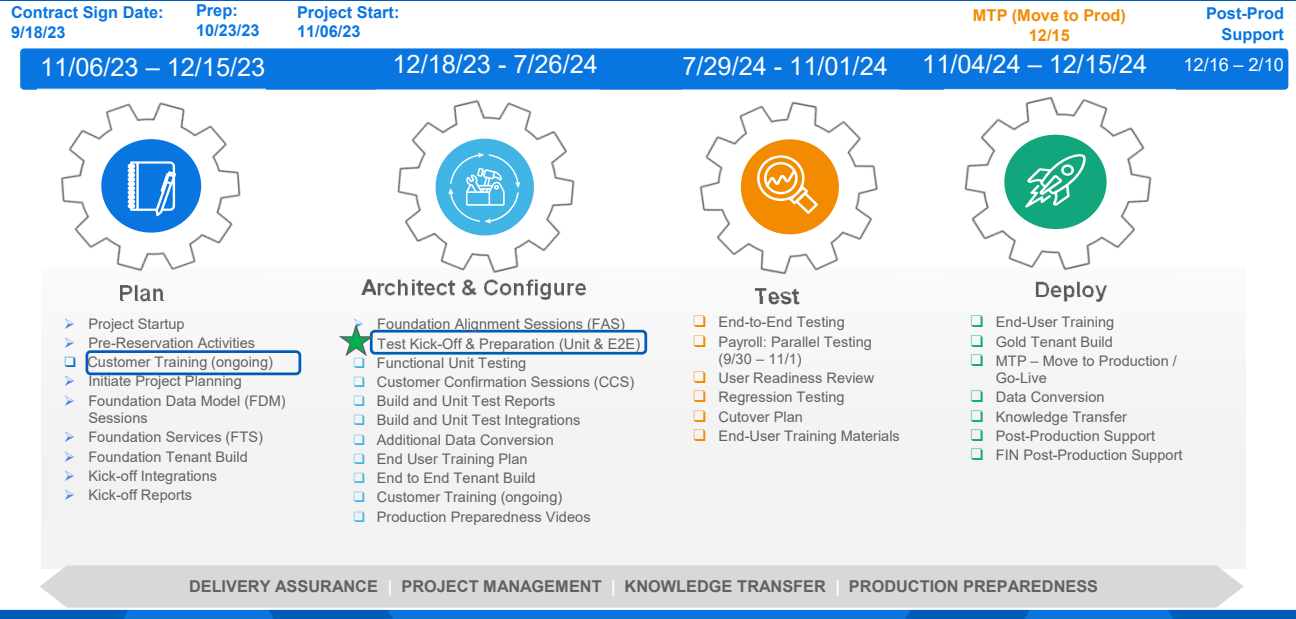 Contract Sign Date:
9/18/23
Prep:
10/23/23
Project Start:
11/06/23
MTP (Move to Prod)
12/15
Post-Prod
Support
11/06/23 – 12/15/23
12/18/23 - 7/26/24
7/29/24 - 11/01/24
11/04/24 – 12/15/24
12/16 – 2/10
Plan
Project Startup
Pre-Reservation Activities
Customer Training (ongoing)
Initiate Project Planning
Foundation Data Model (FDM)
Sessions
Foundation Services (FTS)
Foundation Tenant Build
Kick-off Integrations
Kick-off Reports
Architect & Configure
Foundation Alignment Sessions (FAS)
Test Kick-Off & Preparation (Unit & E2E)
Functional Unit Testing
Customer Confirmation Sessions (CCS)
Build and Unit Test Reports
Build and Unit Test Integrations
Additional Data Conversion
End User Training Plan
End to End Tenant Build
Customer Training (ongoing)
Production Preparedness Videos
Test
End-to-End Testing
Payroll: Parallel Testing
(9/30 – 11/1)
User Readiness Review
Regression Testing
Cutover Plan
End-User Training Materials
Deploy
End-User Training
Gold Tenant Build
MTP – Move to Production /
Go-Live
Data Conversion
Knowledge Transfer
Post-Production Support
FIN Post-Production Support
DELIVERY ASSURANCE | PROJECT MANAGEMENT | KNOWLEDGE TRANSFER | PRODUCTION PREPAREDNESS